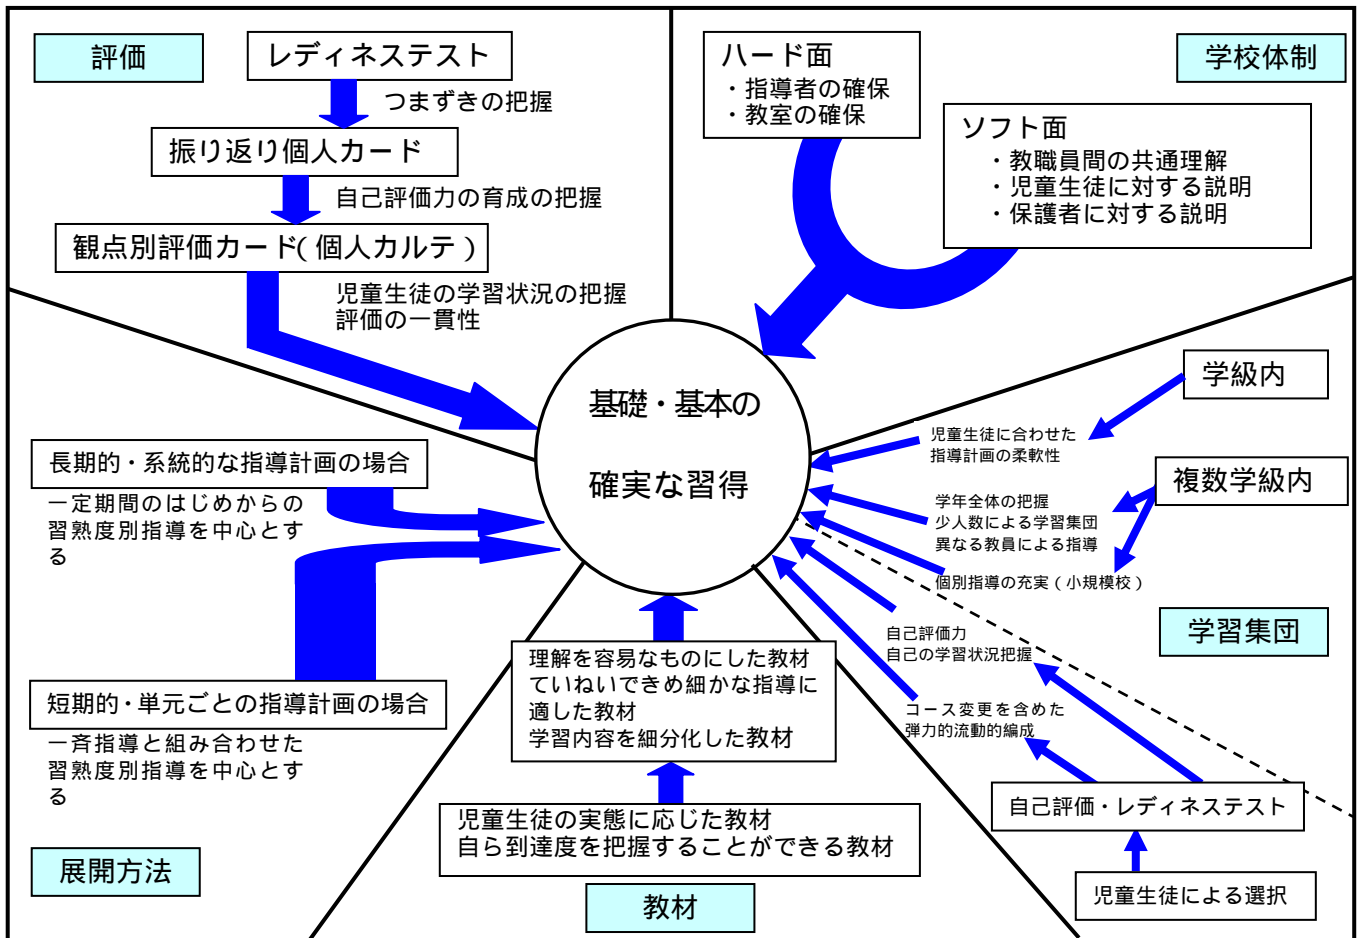 評価
レディネステスト
つまずきの把握
振り返り個人カード
自己評価力の育成の把握
観点別評価カード(個人カルテ)
児童生徒の学習状況の把握
評価の一貫性
ハード面
・指導者の確保
・教室の確保
学校体制
ソフト面
・教職員間の共通理解
・児童生徒に対する説明
・保護者に対する説明
基礎・基本の
確実な習得
学級内
児童生徒に合わせた
指導計画の柔軟性
複数学級内
学年全体の把握
少人数による学習集団
異なる教員による指導
個別指導の充実(小規模校)
学習集団
自己評価力
自己の学習状況把握
コース変更を含めた
弾力的流動的編成
自己評価・レディネステスト
児童生徒による選択
長期的・系統的な指導計画の場合
一定期間のはじめからの
習熟度別指導を中心とす
る
短期的・単元ごとの指導計画の場合
一斉指導と組み合わせた
習熟度別指導を中心とす
る
展開方法
理解を容易なものにした教材
ていねいできめ細かな指導に
適した教材
学習内容を細分化した教材
児童生徒の実態に応じた教材
自ら到達度を把握することができる教材
教材